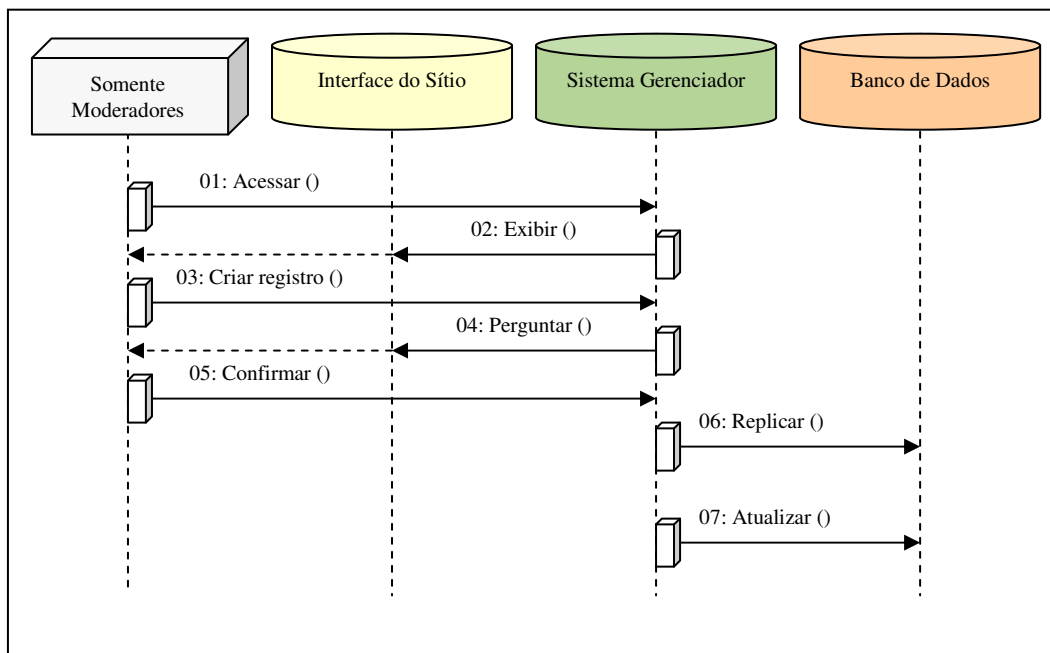 Somente
Moderadores
Interface do Sítio
Sistema Gerenciador
Banco de Dados
01: Acessar ()
02: Exibir ()
03: Criar registro ()
04: Perguntar ()
05: Confirmar ()
06: Replicar ()
07: Atualizar ()